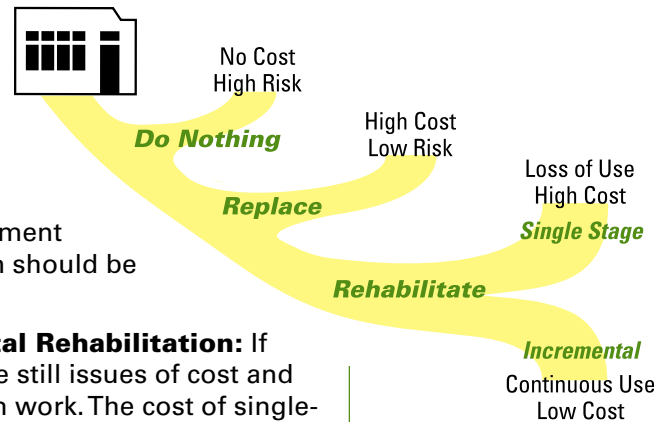 No Cost
High Risk
Do Nothing
High Cost
Low Risk
Replace
Loss of Use
High Cost
Single Stage
Rehabilitate
Incremental
Continuous Use
Low Cost
ment
should be
Rehabilitation: If
still issues of cost and
work. The cost of single-